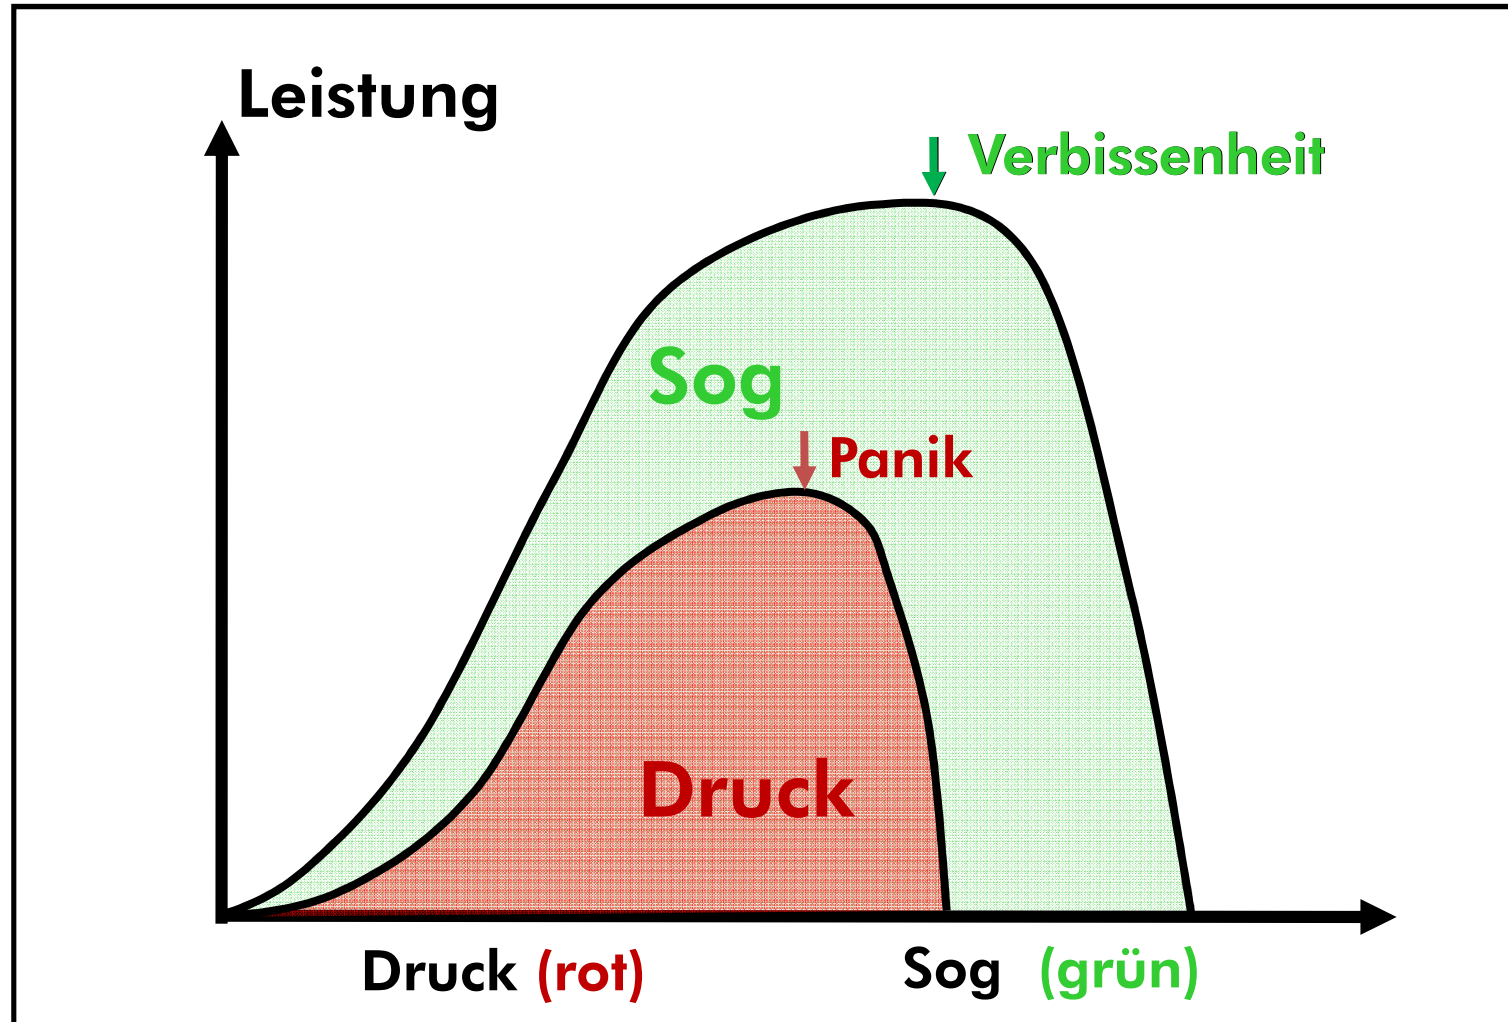 Leistung
Verbissenheit
Sog
Panik
Druck
Druck (rot)
Sog (grün)